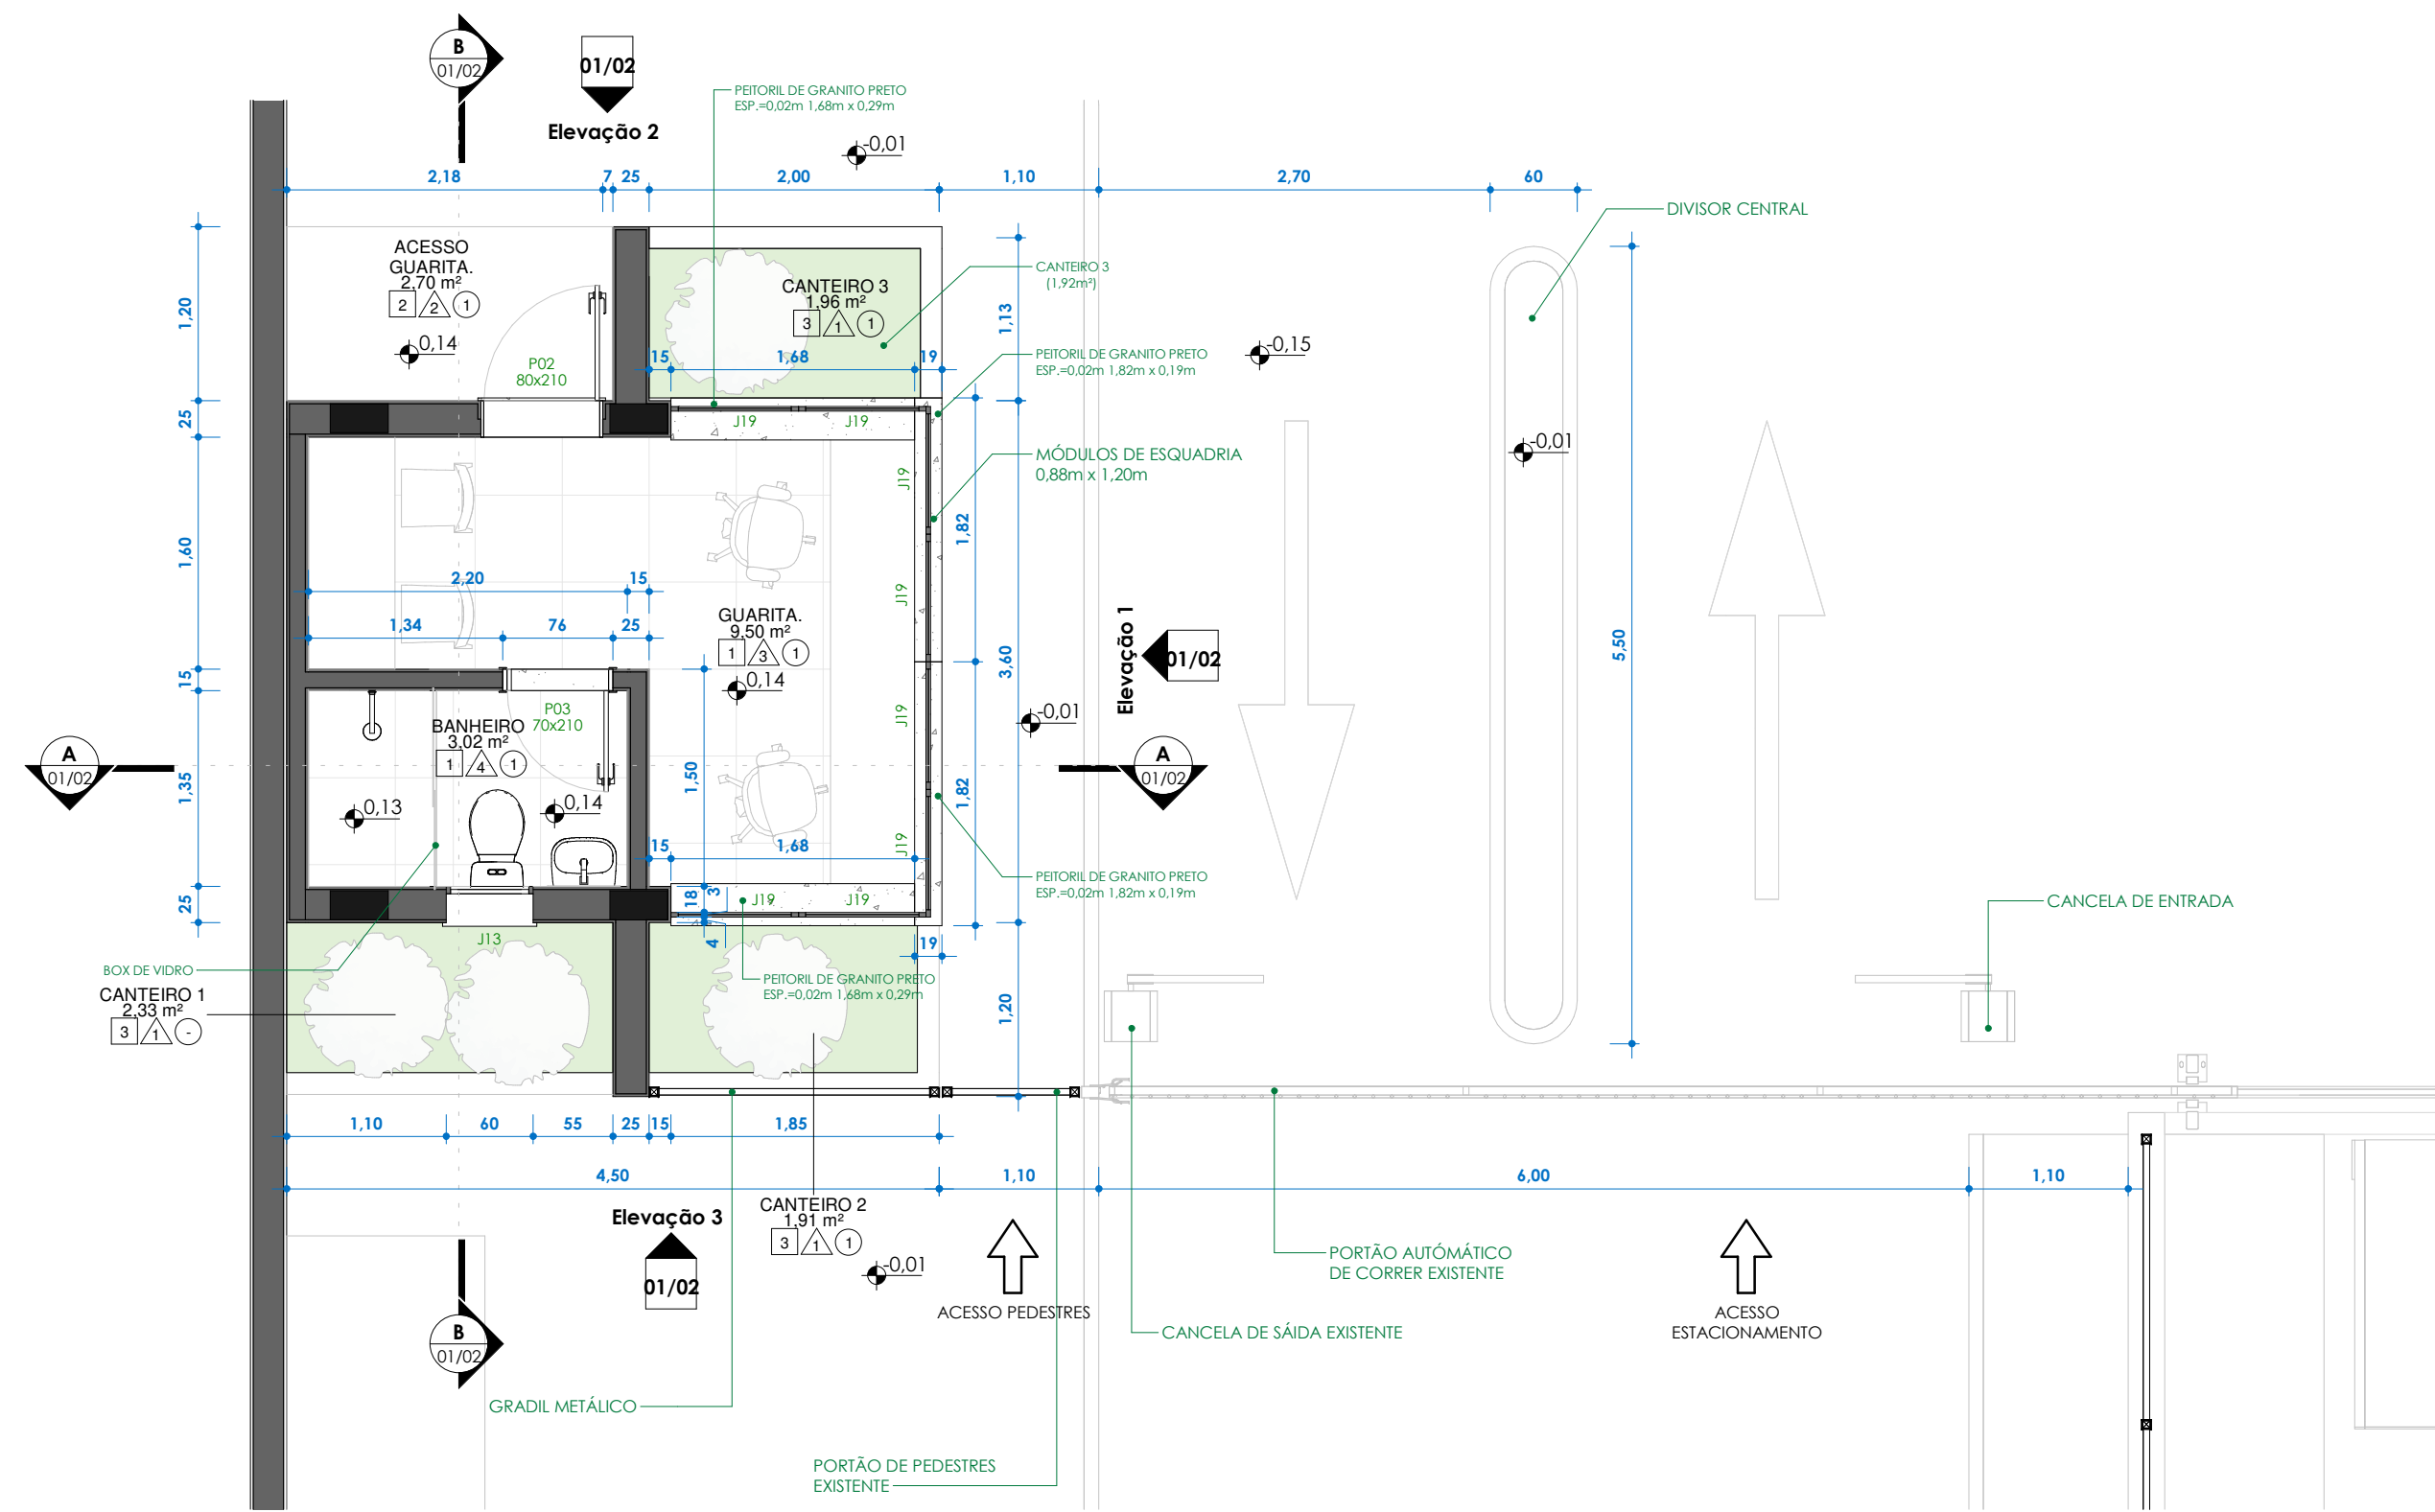 B
01/02
01/02
Elevação 2
PEITORIL DE GRANITO PRETO
ESP.=0,02m 1,68m x 0,29m
-0,01
2,18
7
25
2,00
1,10
2,70
60
DIVISOR CENTRAL
ACESSO
GUARITA.
2,70 m²
2
2
1
0,14
P02
80x210
CANTEIRO 3
1,96 m²
3
1
1
CANTEIRO 3
(1,92m²)
1,20
1,13
15
1,68
19
PEITORIL DE GRANITO PRETO
ESP.=0,02m 1,82m x 0,19m
-0,15
25
J19
J19
J19
MÓDULOS DE ESQUADRIA
0,88m x 1,20m
-0,01
1,60
1,82
2,20
15
J19
1,34
76
25
GUARITA.
9,50 m²
1
3
1
0,14
3,60
Elevação 1
01/02
5,50
15
P03
70x210
BANHEIRO
3,02 m²
1
4
1
J19
-0,01
A
01/02
A
01/02
1,35
1,50
0,13
0,14
1,82
J19
15
1,68
PEITORIL DE GRANITO PRETO
ESP.=0,02m 1,82m x 0,19m
25
18
3
J19
J19
4
19
CANCELA DE ENTRADA
J13
BOX DE VIDRO
PEITORIL DE GRANITO PRETO
ESP.=0,02m 1,68m x 0,29m
CANTEIRO 1
2,33 m²
3
1
-
1,20
1,10
60
55
25
15
1,85
4,50
1,10
6,00
1,10
Elevação 3
01/02
CANTEIRO 2
1,91 m²
3
1
1
-0,01
ACESSO PEDESTRES
PORTÃO AUTÓMÁTICO
DE CORRER EXISTENTE
ACESSO
ESTACIONAMENTO
B
01/02
CANCELA DE SÁIDA EXISTENTE
GRADIL METÁLICO
PORTÃO DE PEDESTRES
EXISTENTE